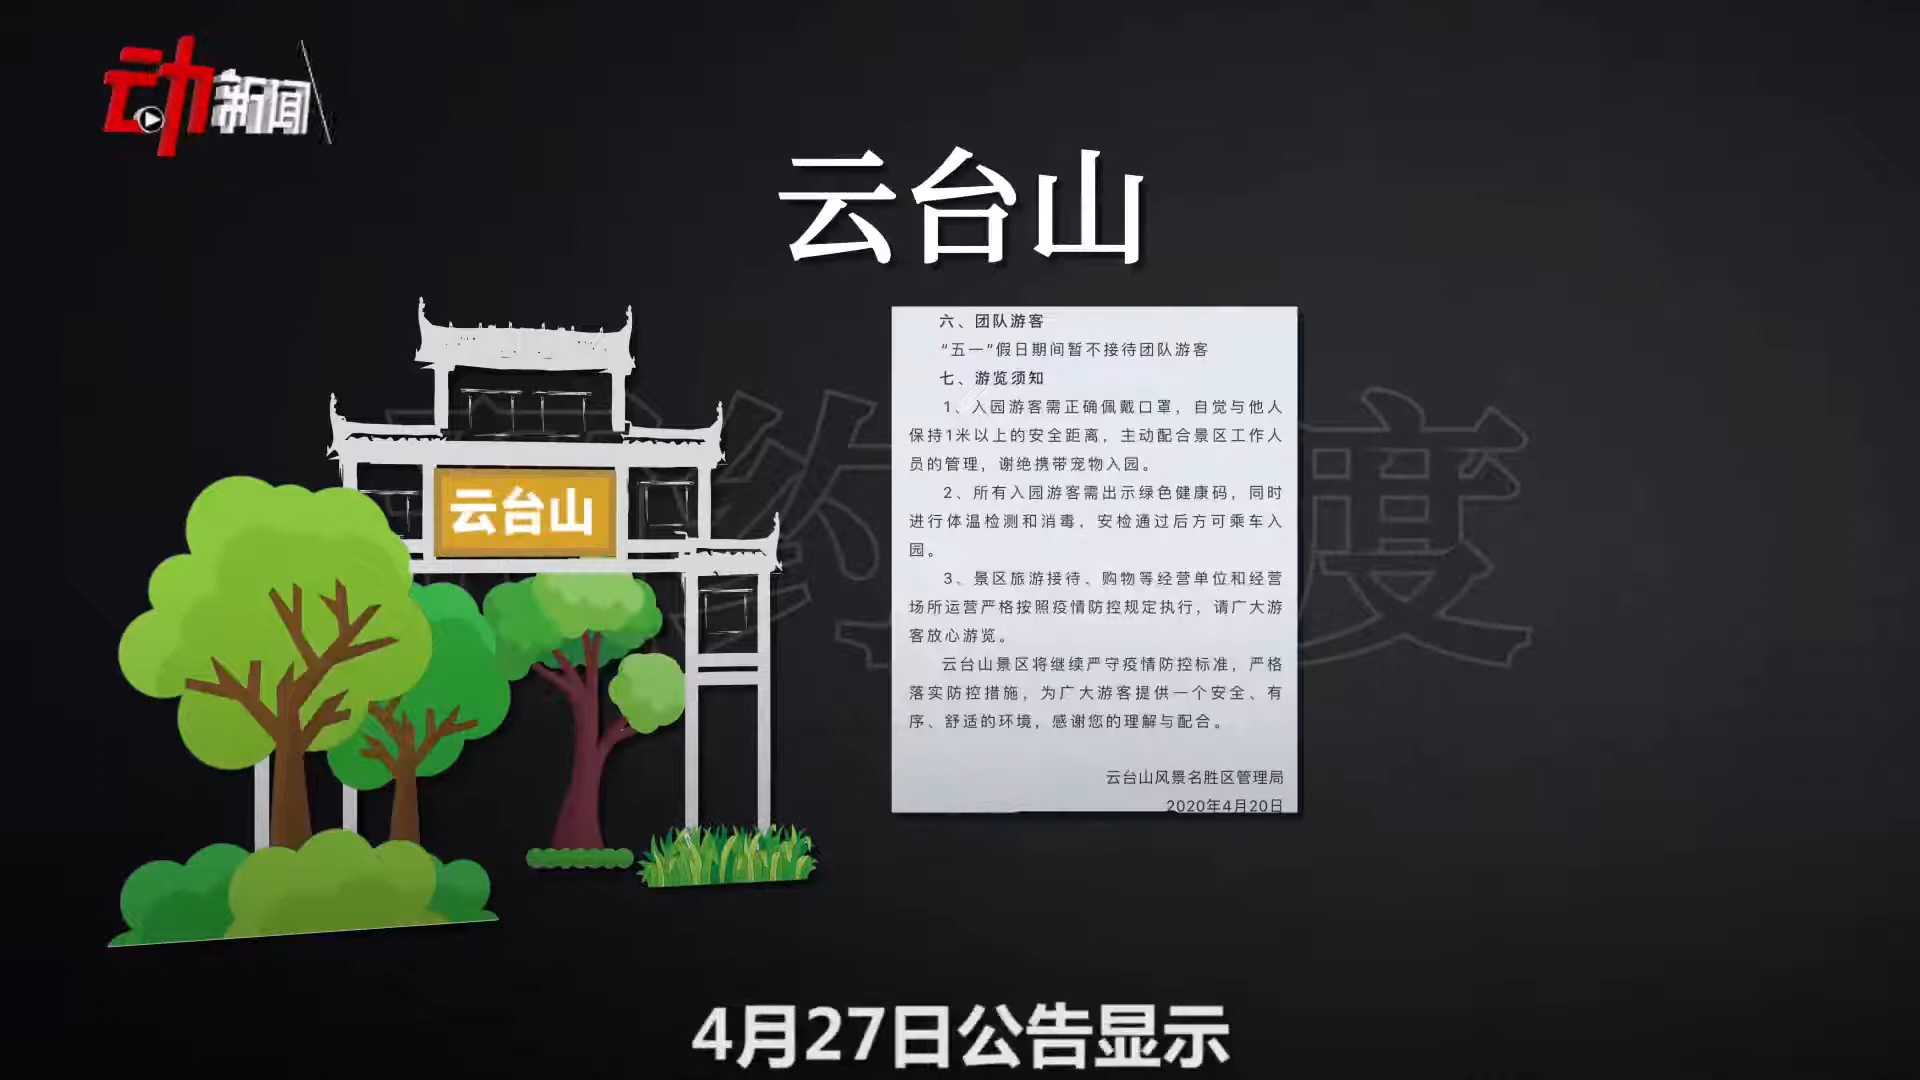 动新闻
云台山
云台山
六、团队游客
“五一”假日期间暂不接待团队游客
七、游览须知
1、入园游客需正确佩戴口罩，自觉与他人
保持1米以上的安全距离，主动配合景区工作人
员的管理，谢绝携带宠物入园。
2、所有入园游客需出示绿色健康码，同时
进行体温检测和消毒，安检通过后方可乘车入
园。
3、景区旅游接待、购物等经营单位和经营
场所运营严格按照疫情防控规定执行，请广大游
客放心游览。
云台山景区将继续严守疫情防控标准，严格
落实防控措施，为广大游客提供一个安全、有
序、舒适的环境，感谢您的理解与配合。
云台山风景名胜区管理局
2020年4月20日
4月27日公告显示